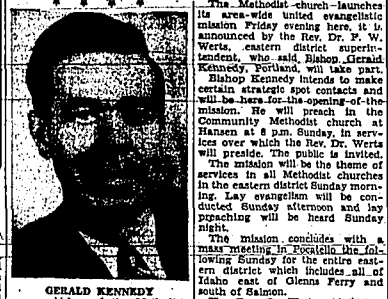 Methodist church launches
its area-wide united evangelistic
mission Friday evening here, it is
announced by the Rev. Dr. F. W.
Werts, eastern district superin-
tendent, who said Bishop Gerald
Kennedy, Portland, will take part.
Bishop Kennedy intends to make
certain strategic spot contacts and
will be here for the opening of the
mission. He will preach in the
Community Methodist church at
Hansen at 8 p.m. Sunday, in serv-
ices over which the Rev. Dr. Werts
will preside. The public is invited.
The mission will be the theme of
services in all Methodist churches
in the eastern district Sunday morn-
ing. Lay evangelism will be con-
ducted Sunday afternoon and lay
preaching will be heard Sunday
night.
The mission concludes with a
mass meeting in Pocatello the fol-
lowing Sunday for the entire east-
ern district which includes all of
Idaho east of Glenns Ferry and
south of Salmon.
GERALD KENNEDY